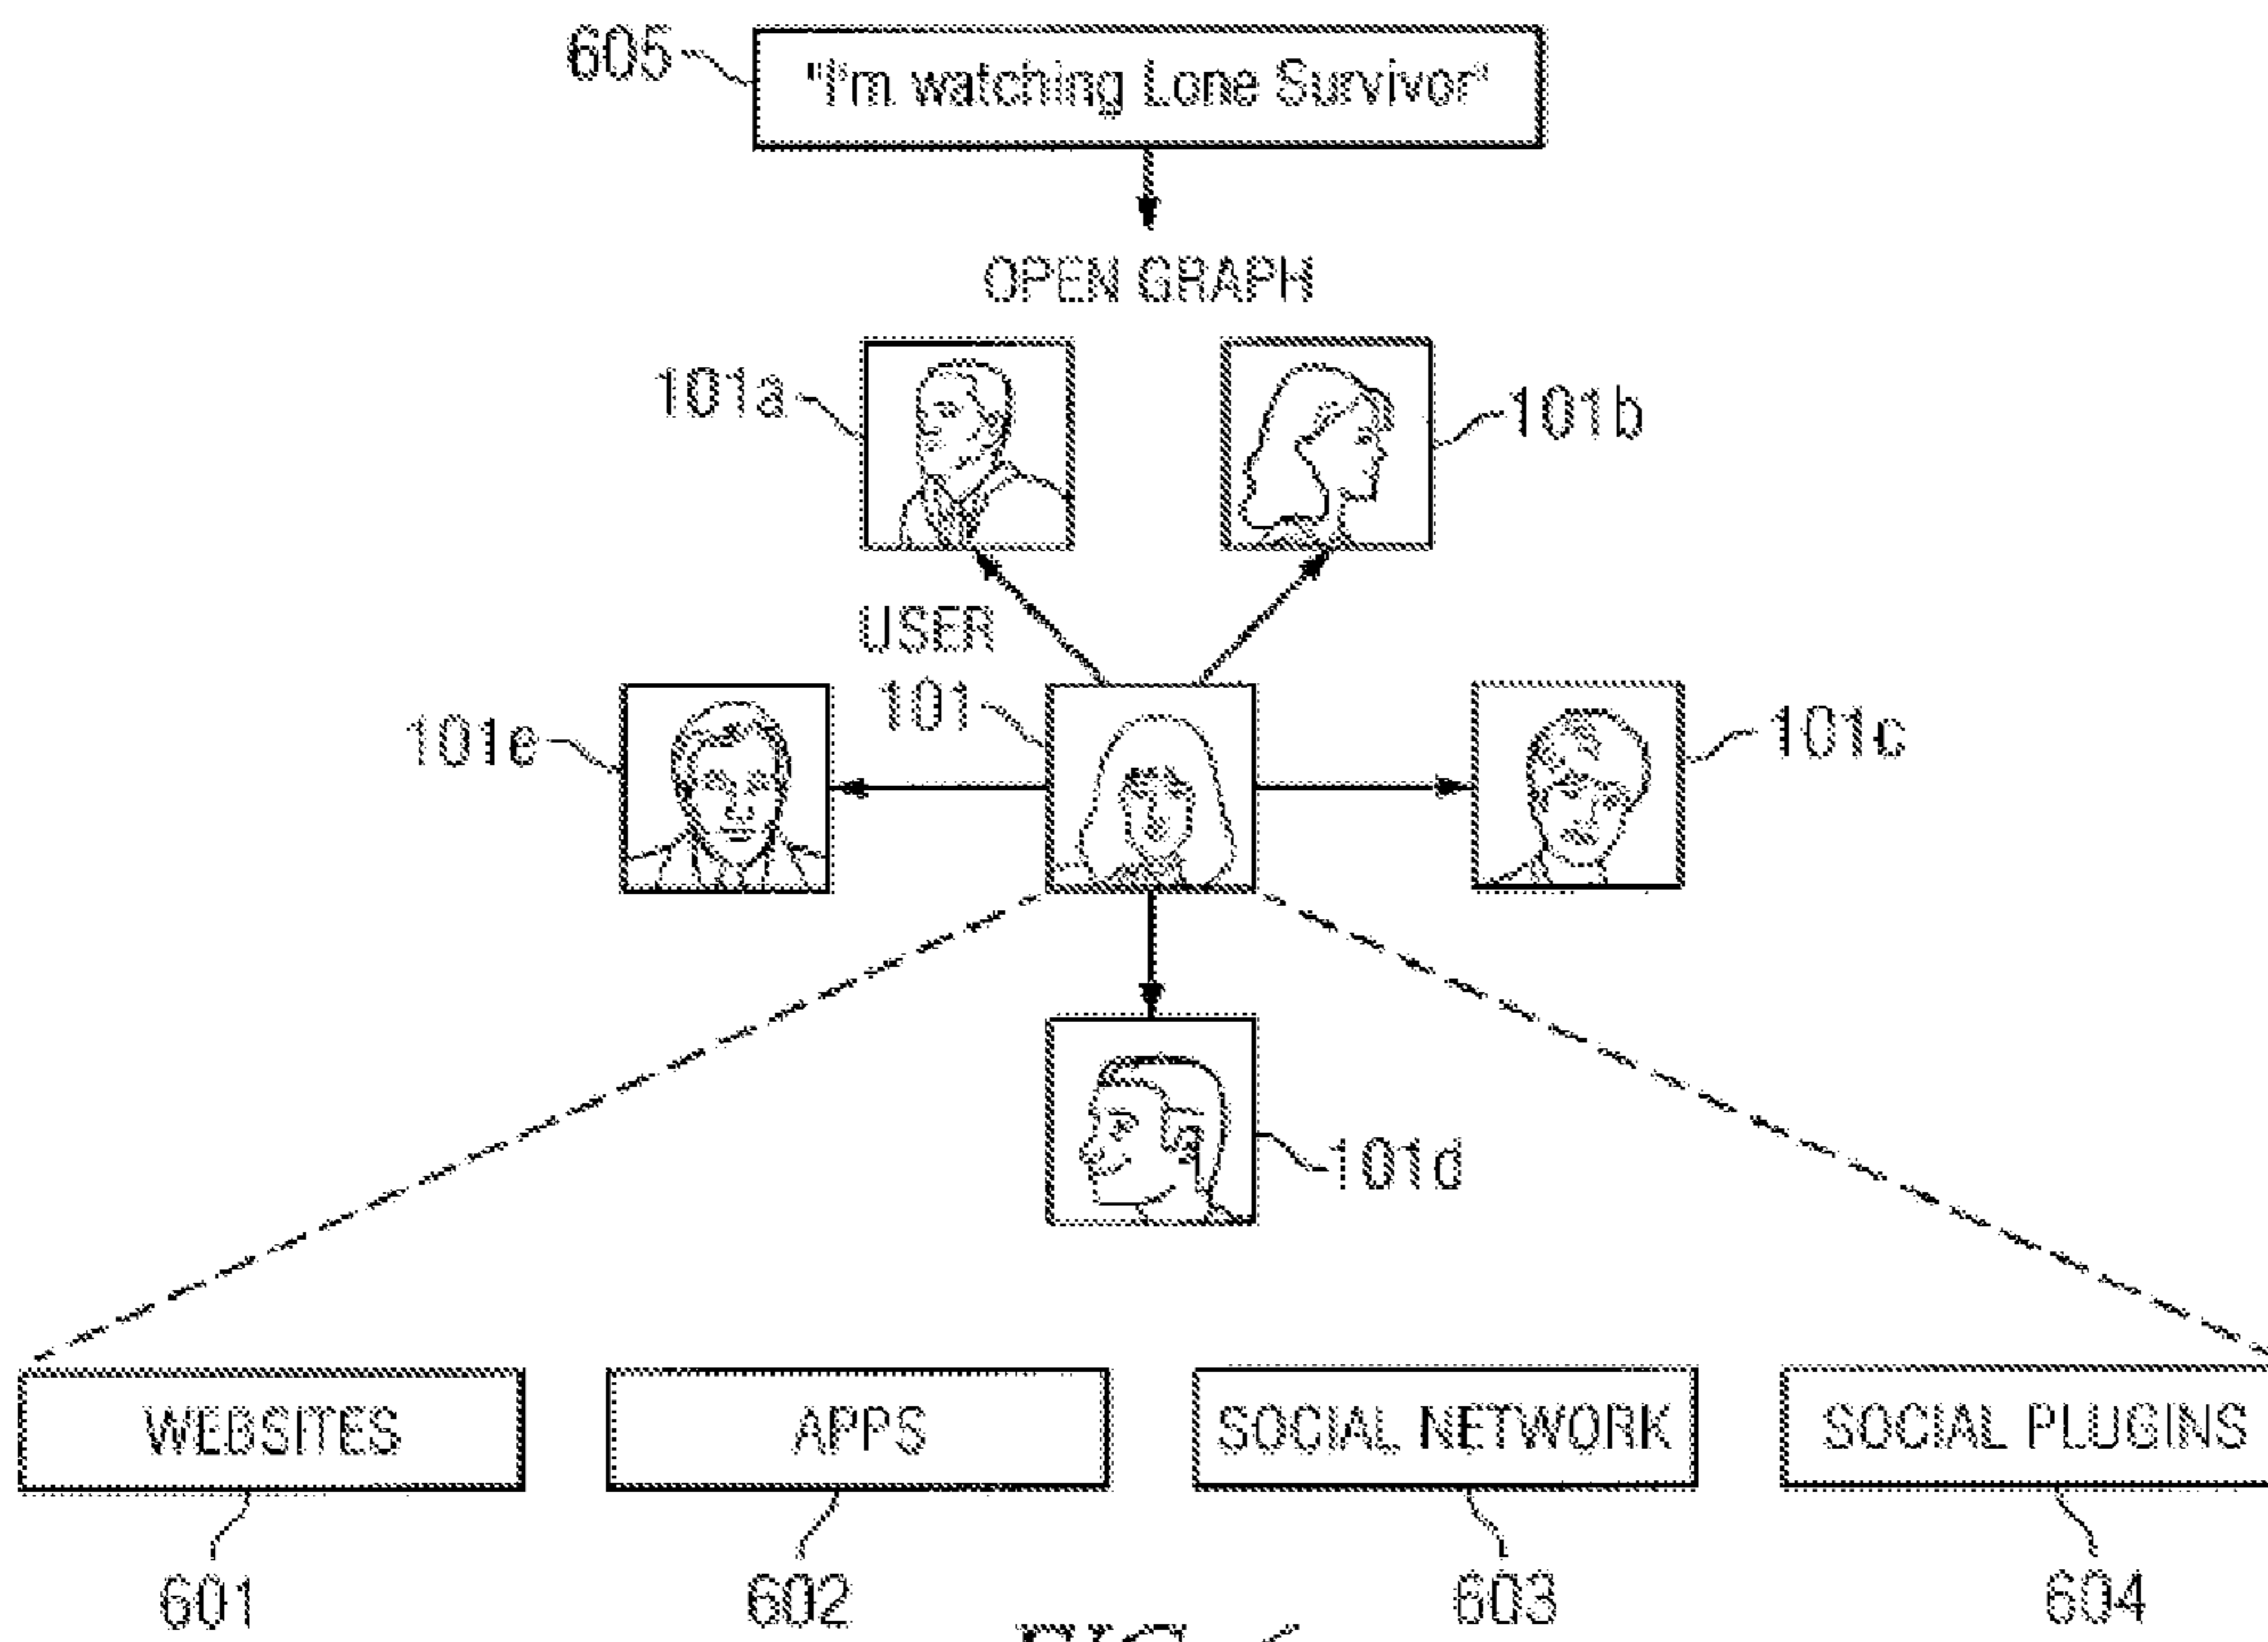 605
"I'm watching Lone Survivor"
OPEN GRAPH
101a
101b
USER
101
101e
101c
101d
WEBSITES
APPS
SOCIAL NETWORK
SOCIAL PLUGINS
601
602
603
604